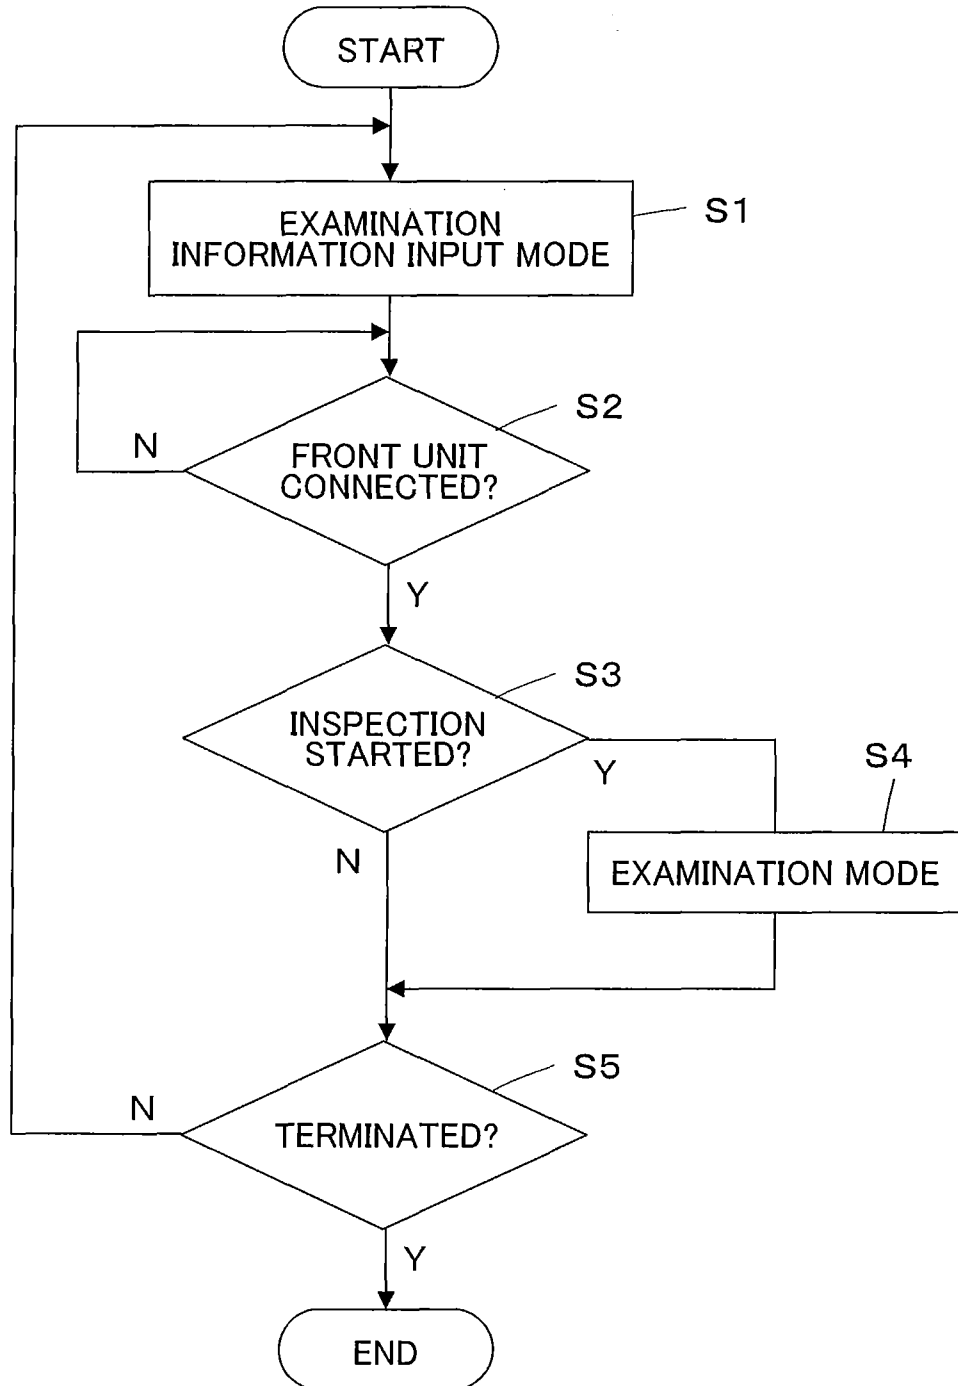 START
EXAMINATION
INFORMATION INPUT MODE
S1
S2
N
FRONT UNIT
CONNECTED?
Y
S3
INSPECTION
STARTED?
Y
S4
N
EXAMINATION MODE
S5
N
TERMINATED?
Y
END